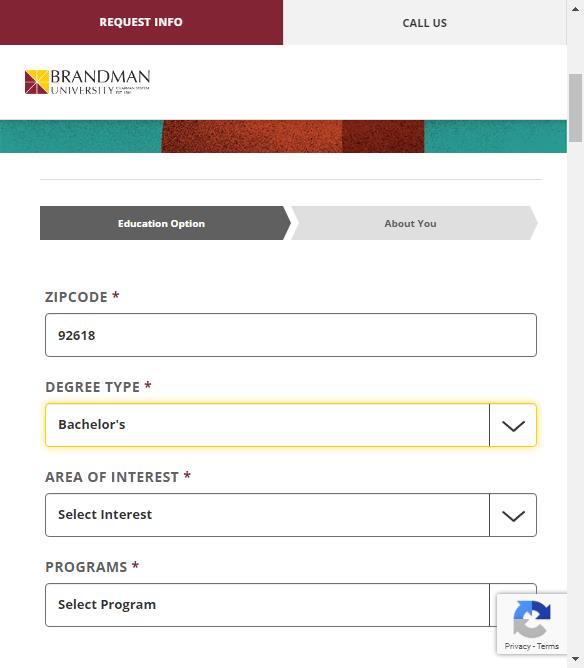 REQUEST INFO
CALL US
BRANDMAN
UNIVERSITY
Education Option
About You
ZIPCODE *
92618
DEGREE TYPE *
Bachelor's
AREA OF INTEREST *
Select Interest
PROGRAMS *
Select Program
Privacy - Terms